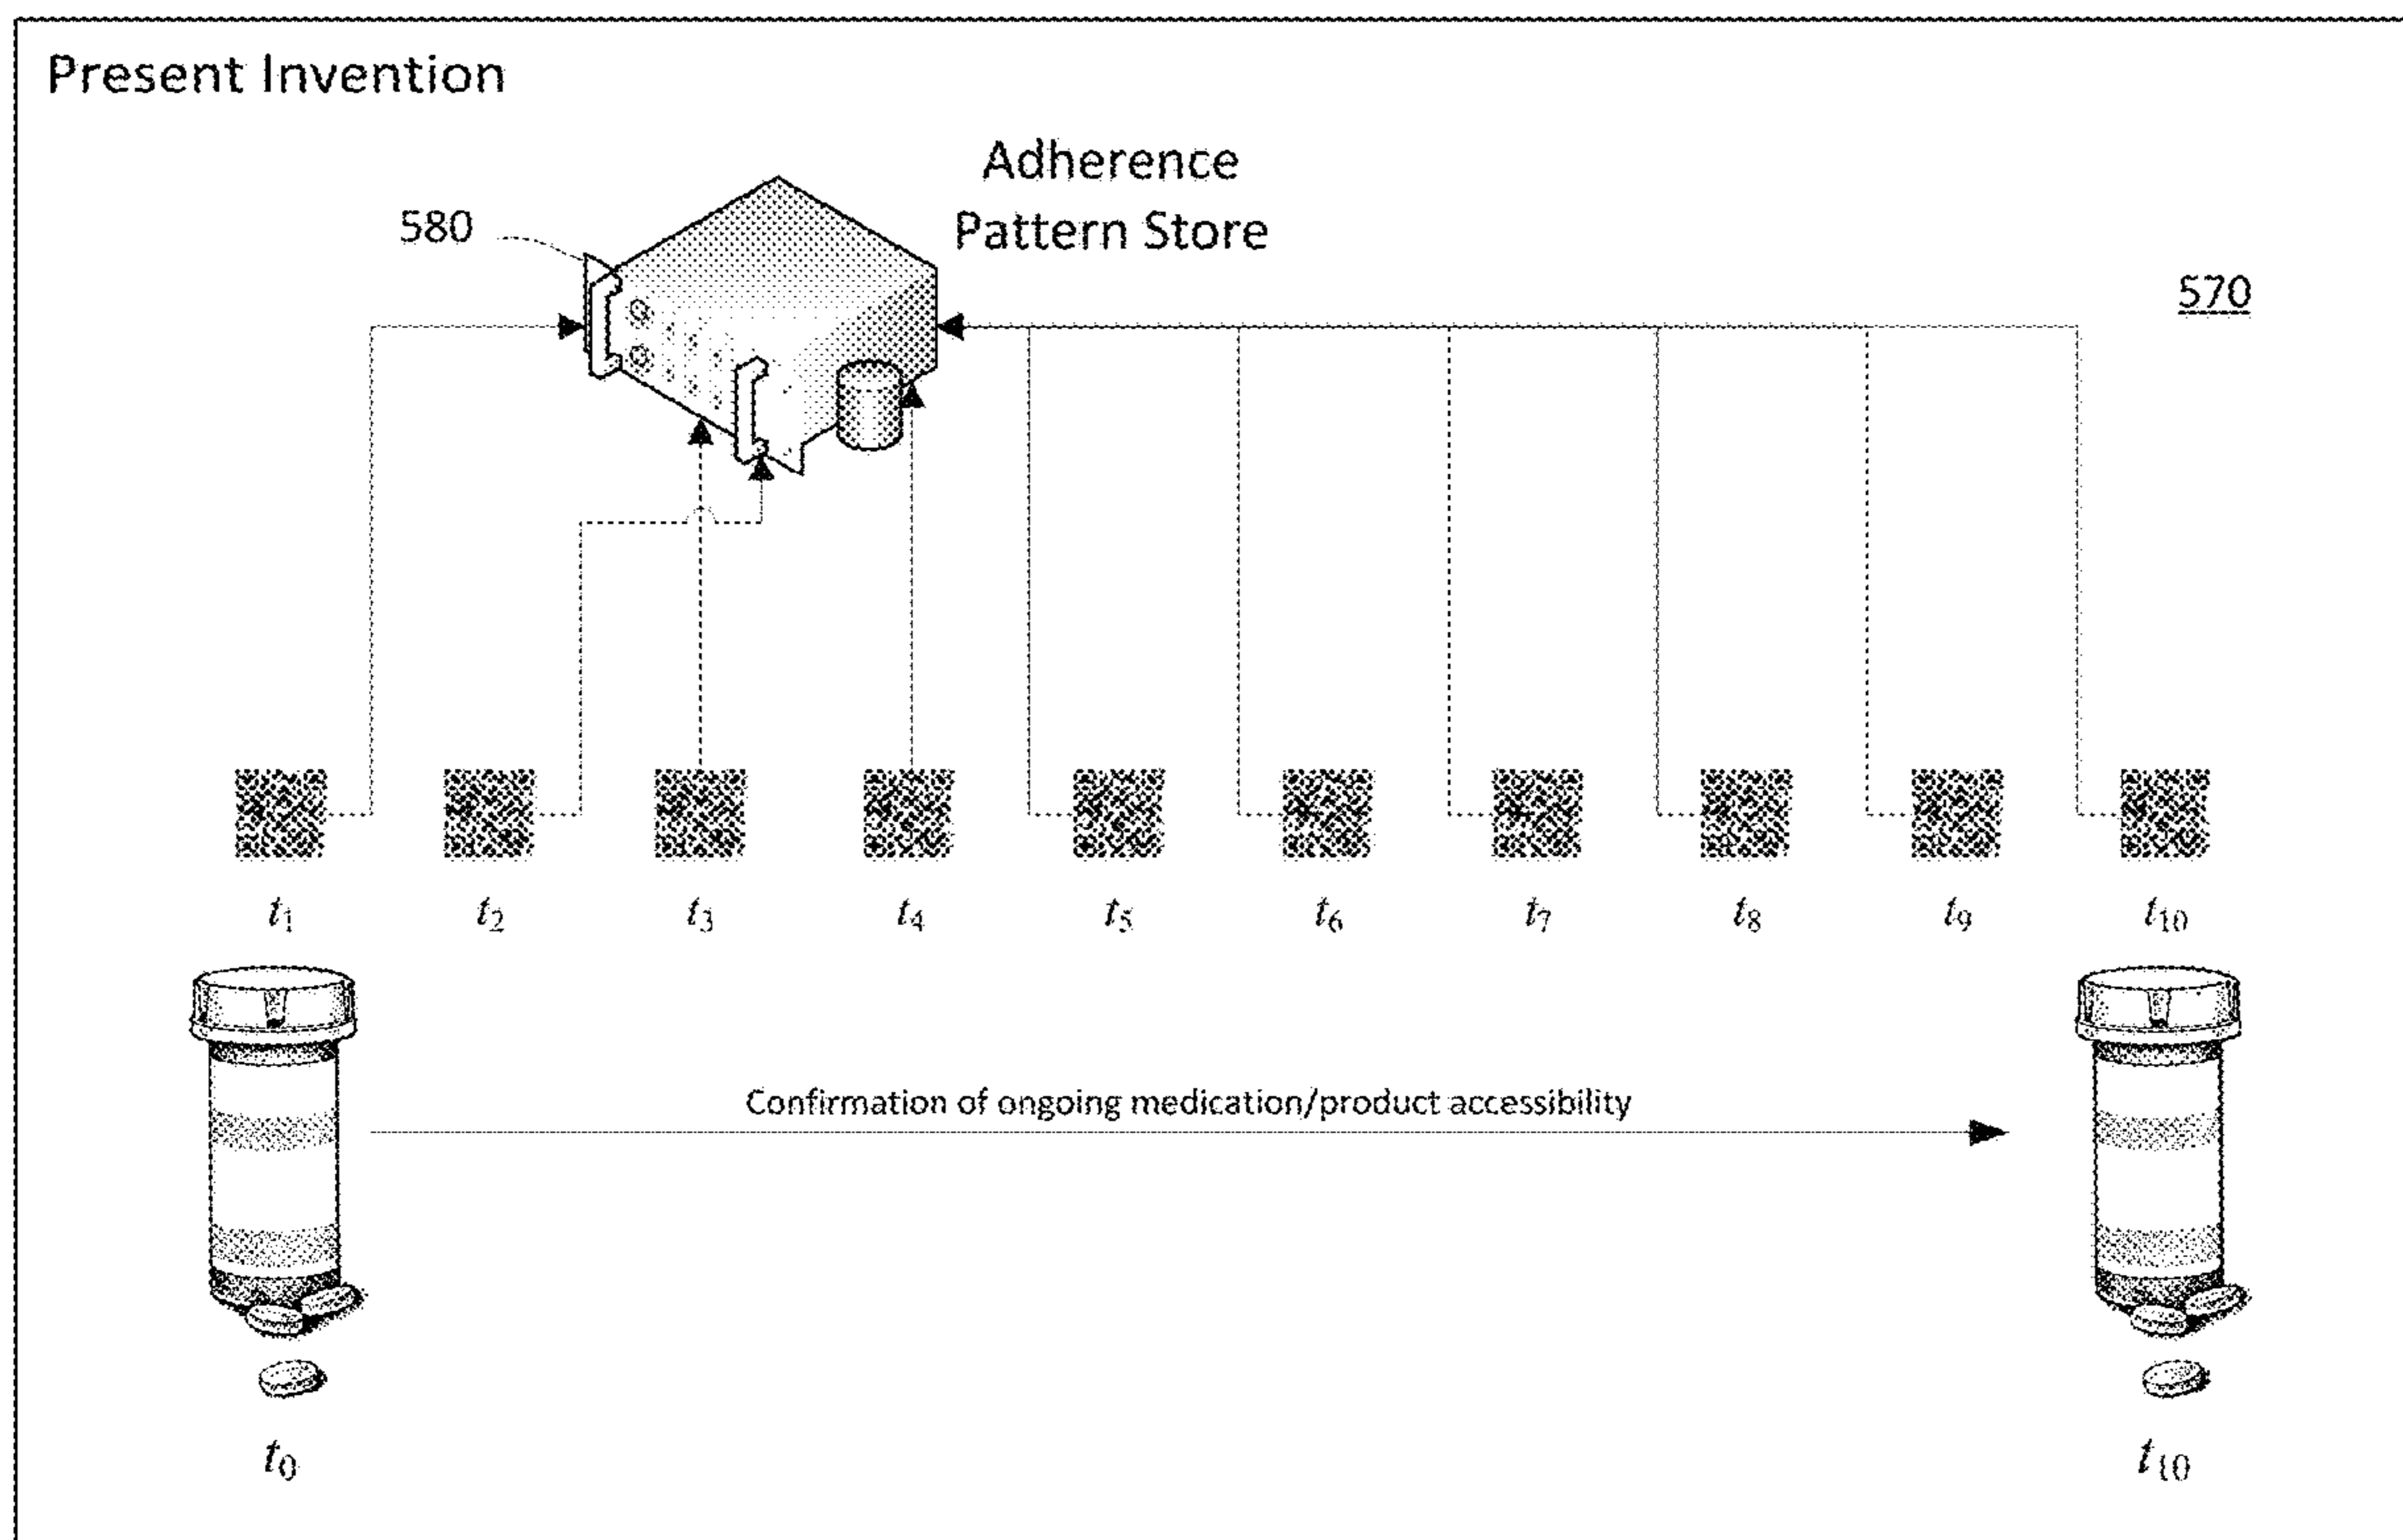 Present Invention
Adherence
Pattern Store
580
570
t1 t2 t3 t4 t5 t6 t7 t8 t9 t10
Confirmation of ongoing medication/product accessibility
t0 t10